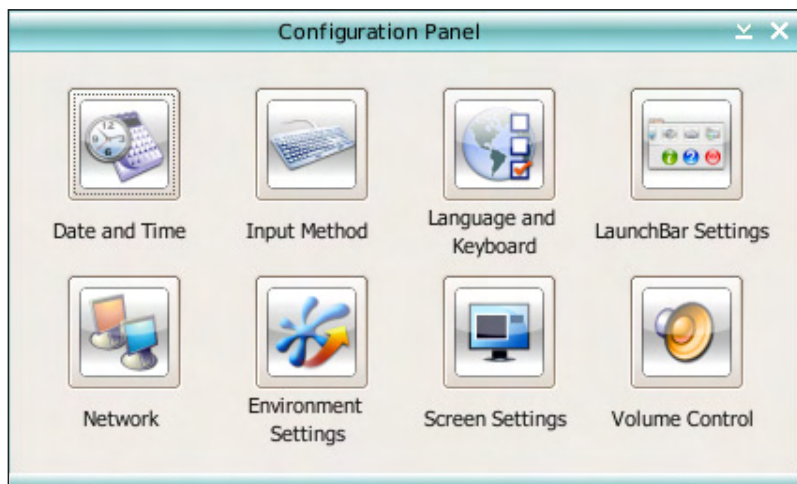 Configuration Panel
Date and Time
Input Method
Language and
Keyboard
LaunchBar Settings
Network
Environment
Settings
Screen Settings
Volume Control